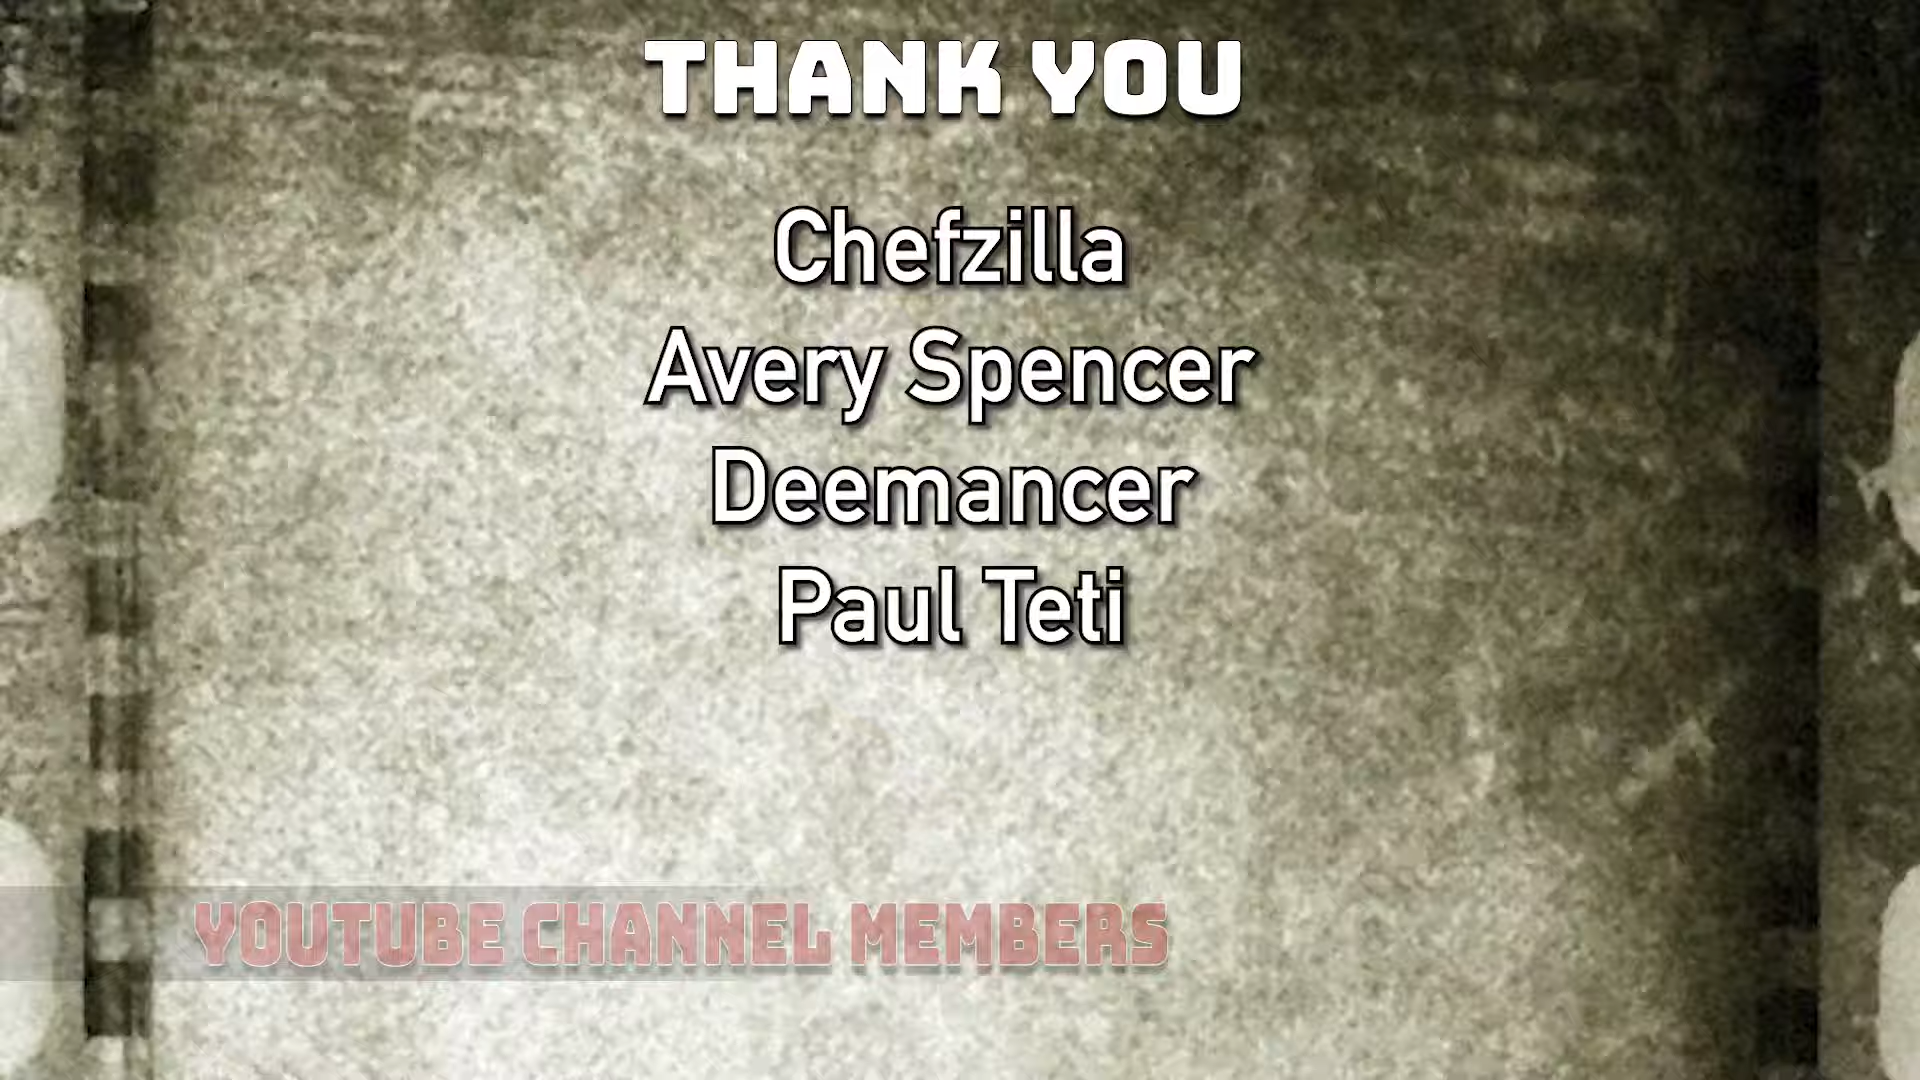 THANK YOU
Chefzilla
Avery Spencer
Deemancer
Paul Teti
YOUTUBE CHANNEL MEMBERS